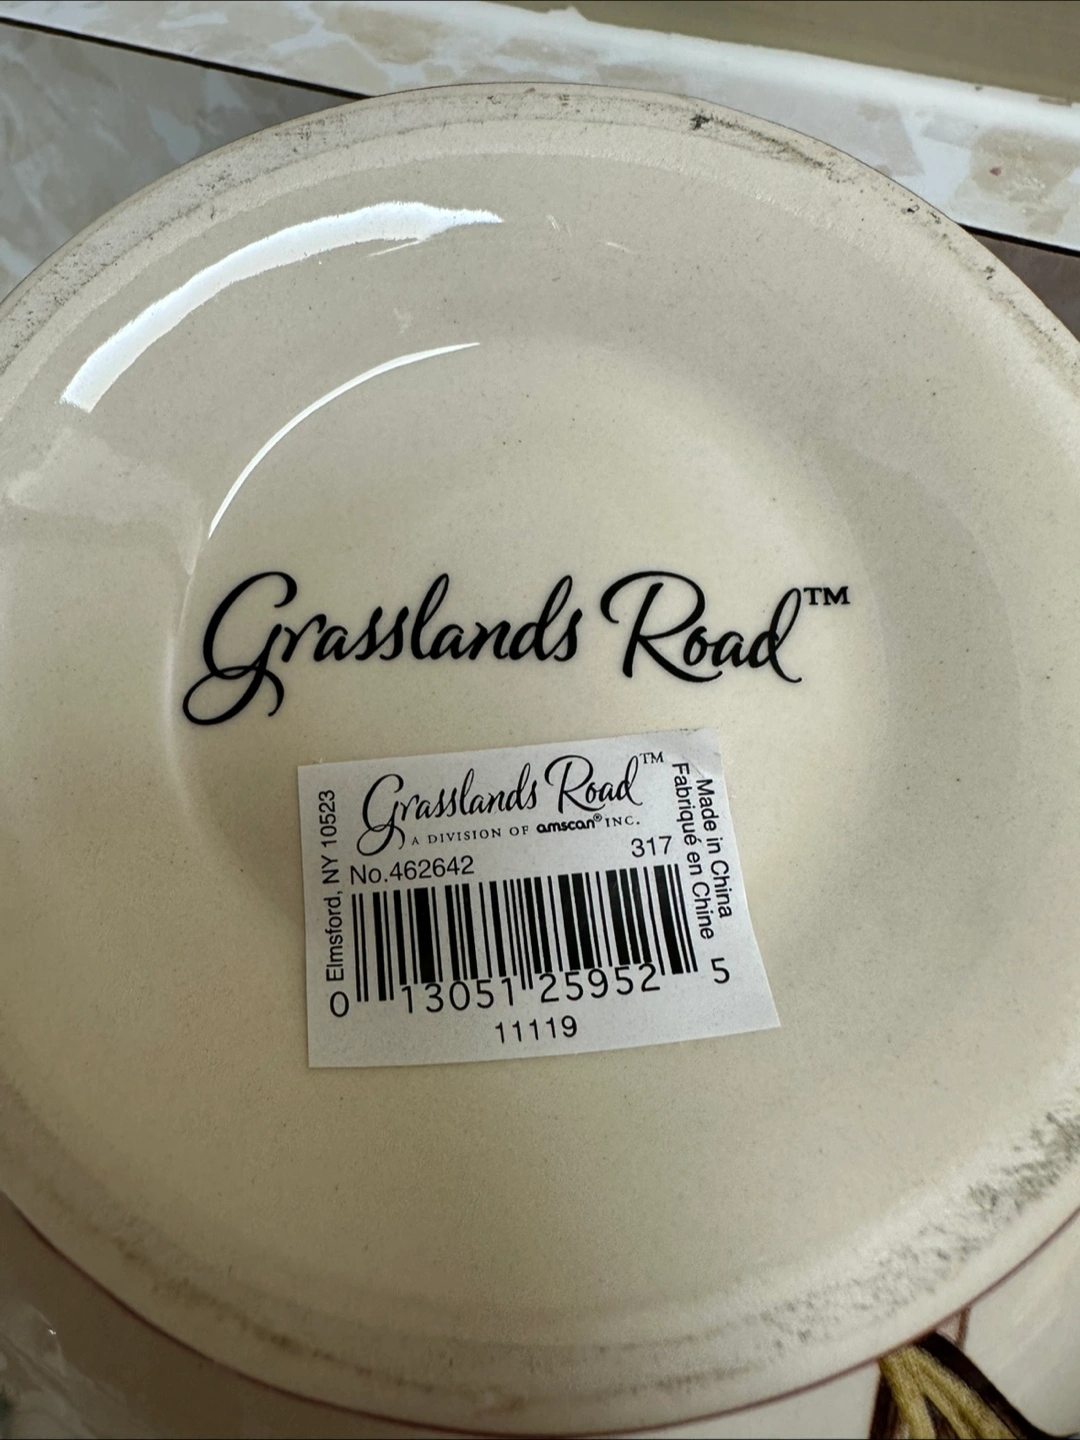 Grasslands Road™
Grasslands Road™
A DIVISION OF amscan® INC.
No.462642
317
Elmsford, NY 10523
Made in China
Fabriqué en Chine
0 13051 25952 5
11119